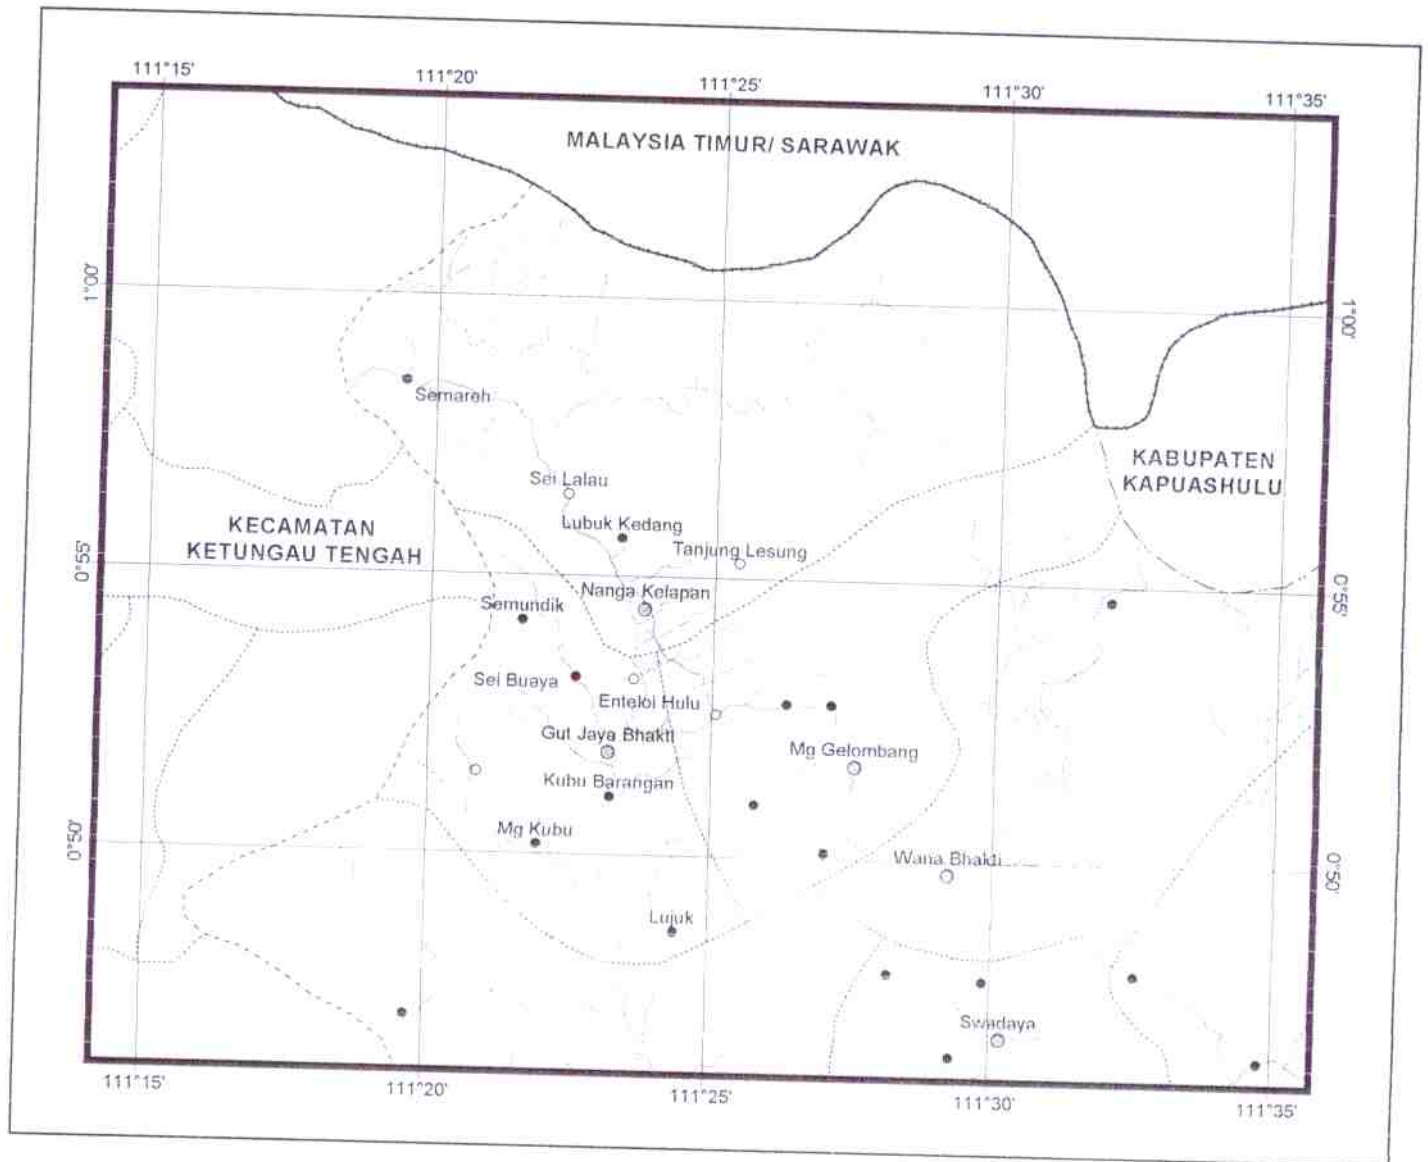 111°15'
111°20'
111°25'
111°30'
111°35'
MALAYSIA TIMUR/ SARAWAK
1°00'
1°00'
Semareh
KABUPATEN
KAPUASHULU
Sei Lalau
KECAMATAN
KETUNGAU TENGAH
Lubuk Kedang
Tanjung Lesung
0°55'
0°55'
Nanga Kelapan
Semundik
Sei Buaya
Enteloi Hulu
Gut Jaya Bhakti
Mg Gelombang
Kubu Barangan
Mg Kubu
0°50'
0°50'
Wana Bhakti
Lujuk
Swadaya
111°15'
111°20'
111°25'
111°30'
111°35'